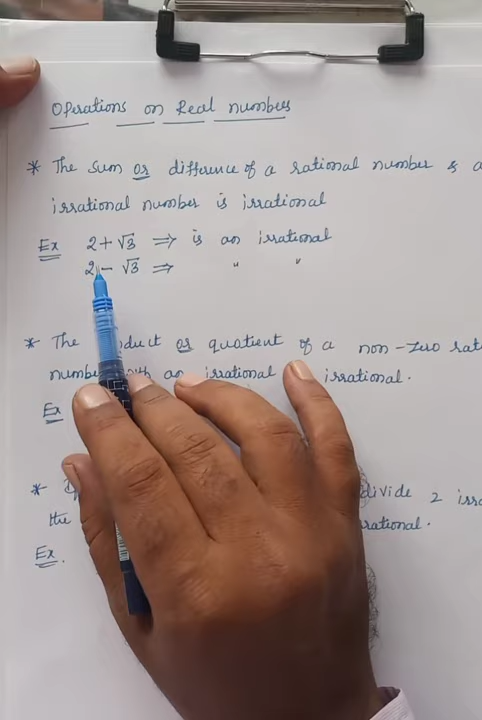 Operations on Real numbers
* The sum or difference of a rational number & a
irrational number is irrational
Ex 2 + √3 ⇒ is an irrational
2 - √3 ⇒ " "
* The duct or quotient of a non-zero rati
number with an irrational irrational.
Ex
* divide 2 irra
the rational.
Ex.